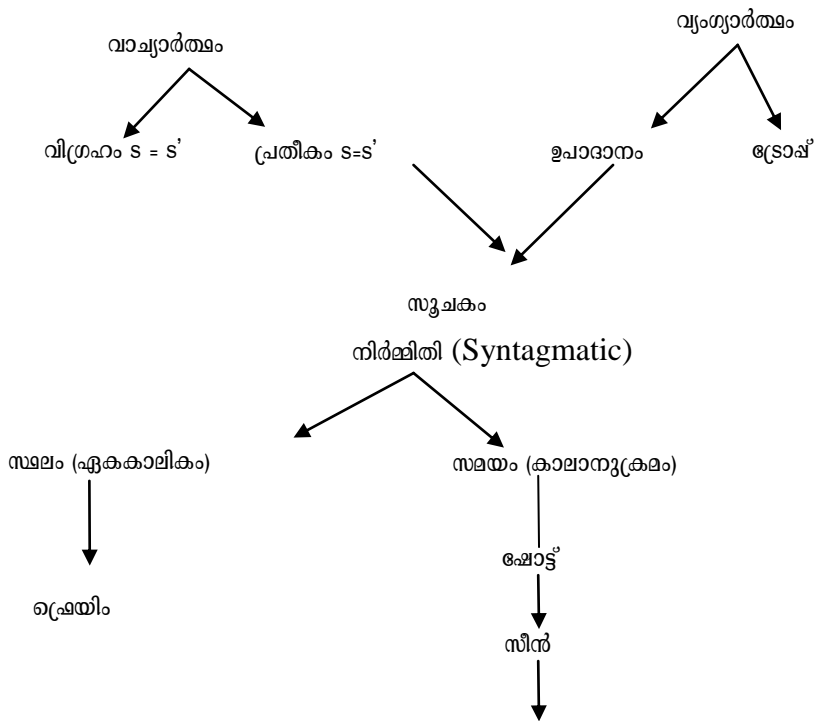 വാച്യാർത്ഥം
വ്യംഗ്യാർത്ഥം
വിഗ്രഹം s = s'
പ്രതീകം s=s'
ഉപാദാനം
ട്രോപ്പ്
സൂചകം
നിർമ്മിതി (Syntagmatic)
സ്ഥലം (ഏകകാലികം)
സമയം (കാലാനുക്രമം)
ഷോട്ട്
ഫ്രെയിം
സീൻ